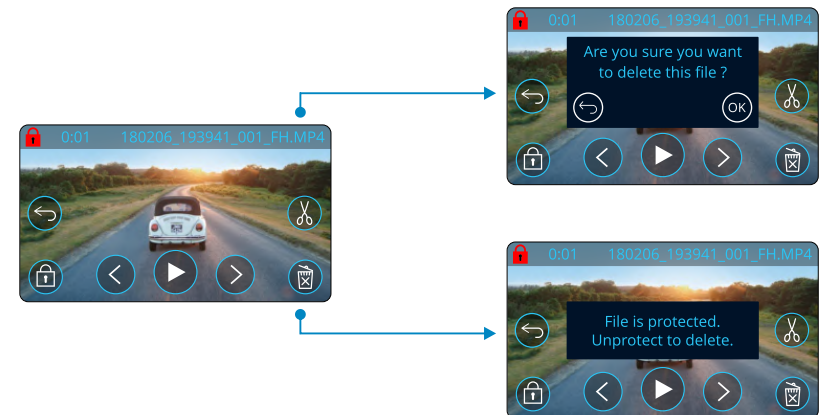 0:01 180206_193941_001_FH.MP4
0:01 180206_193941_001_FH.MP4
Are you sure you want
to delete this file ?
OK
0:01 180206_193941_001_FH.MP4
File is protected.
Unprotect to delete.